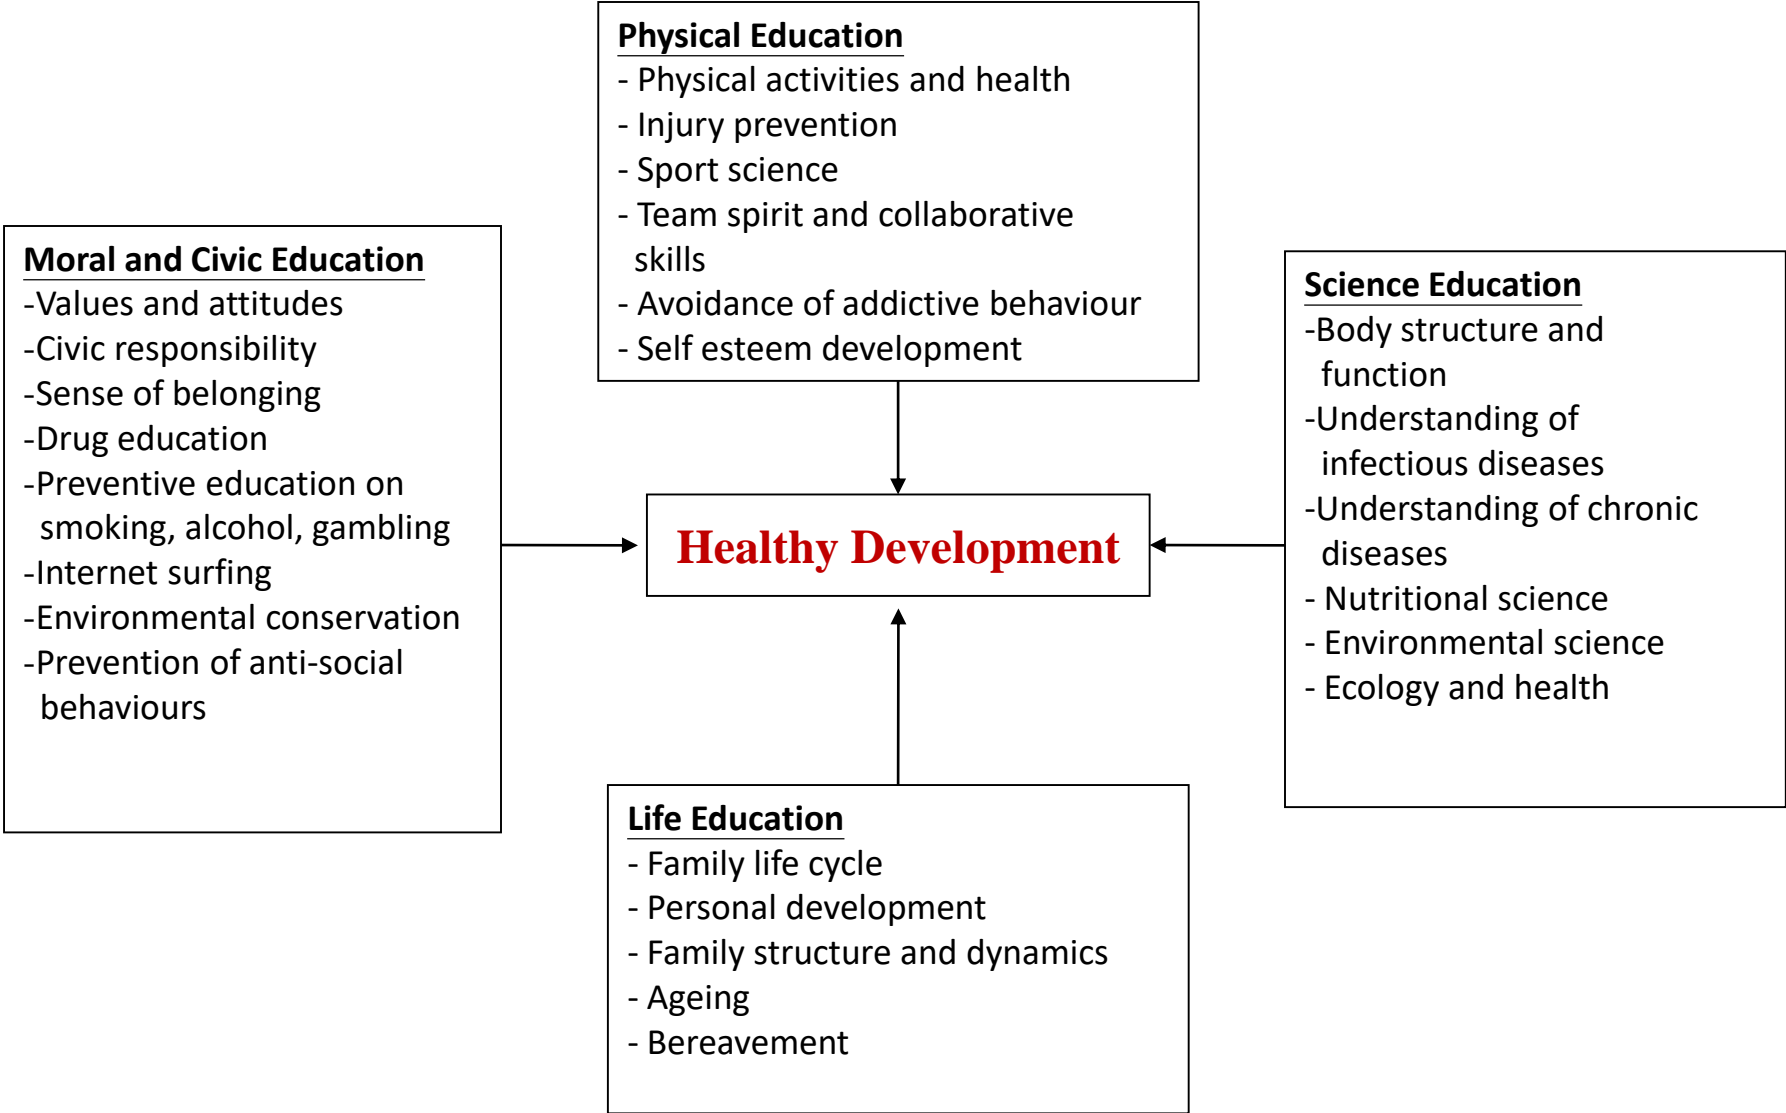 Physical Education
- Physical activities and health
- Injury prevention
- Sport science
- Team spirit and collaborative
skills
- Avoidance of addictive behaviour
- Self esteem development
Moral and Civic Education
-Values and attitudes
-Civic responsibility
-Sense of belonging
-Drug education
-Preventive education on
smoking, alcohol, gambling
-Internet surfing
-Environmental conservation
-Prevention of anti-social
behaviours
Healthy Development
Science Education
-Body structure and
function
-Understanding of
infectious diseases
-Understanding of chronic
diseases
- Nutritional science
- Environmental science
- Ecology and health
Life Education
- Family life cycle
- Personal development
- Family structure and dynamics
- Ageing
- Bereavement